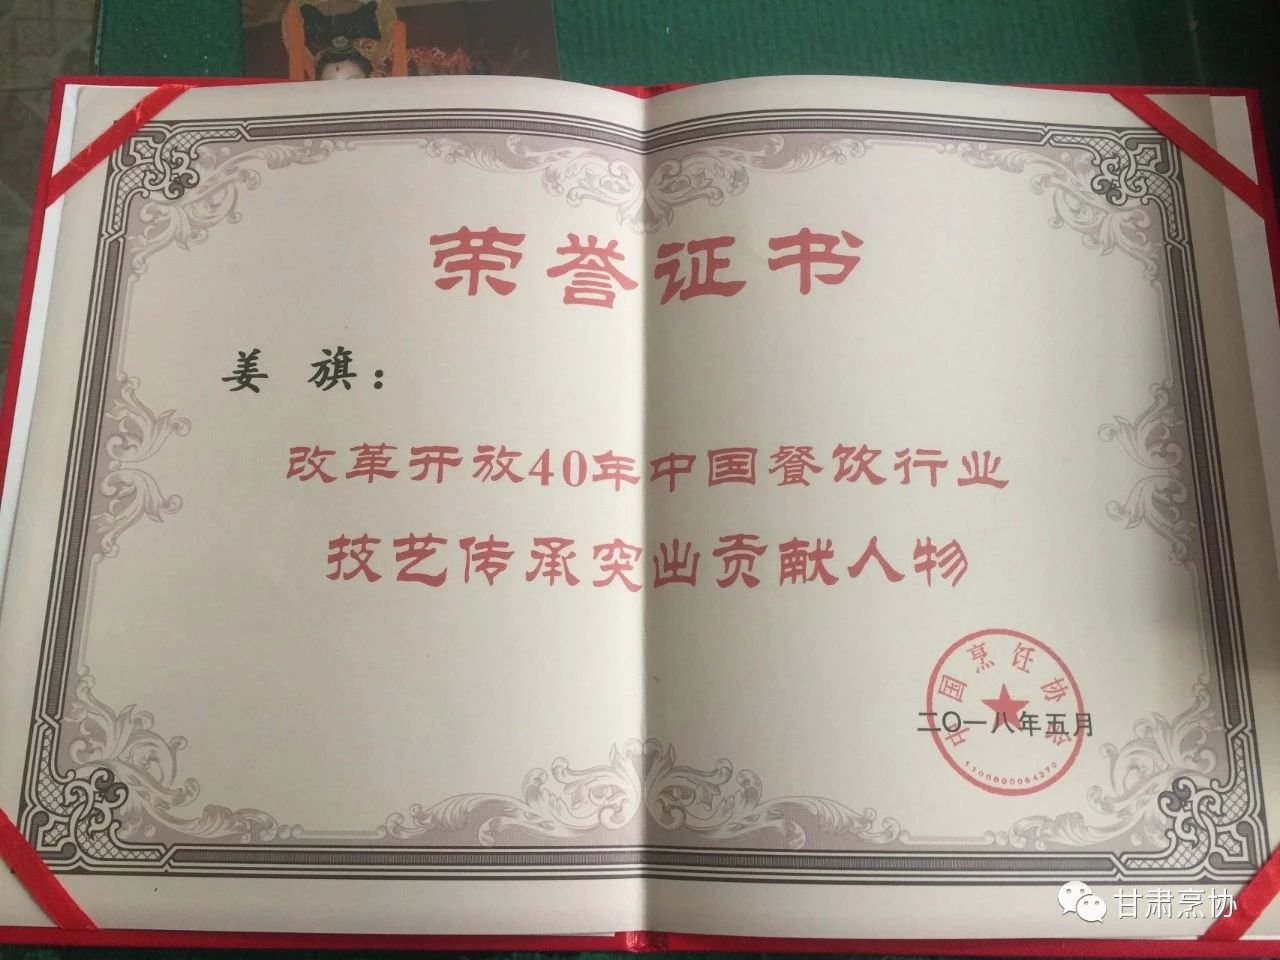 荣誉证书
姜 旗：
改革开放40年中国餐饮行业
技艺传承突出贡献人物
中国烹饪协会
二〇一八年五月
甘肃烹协